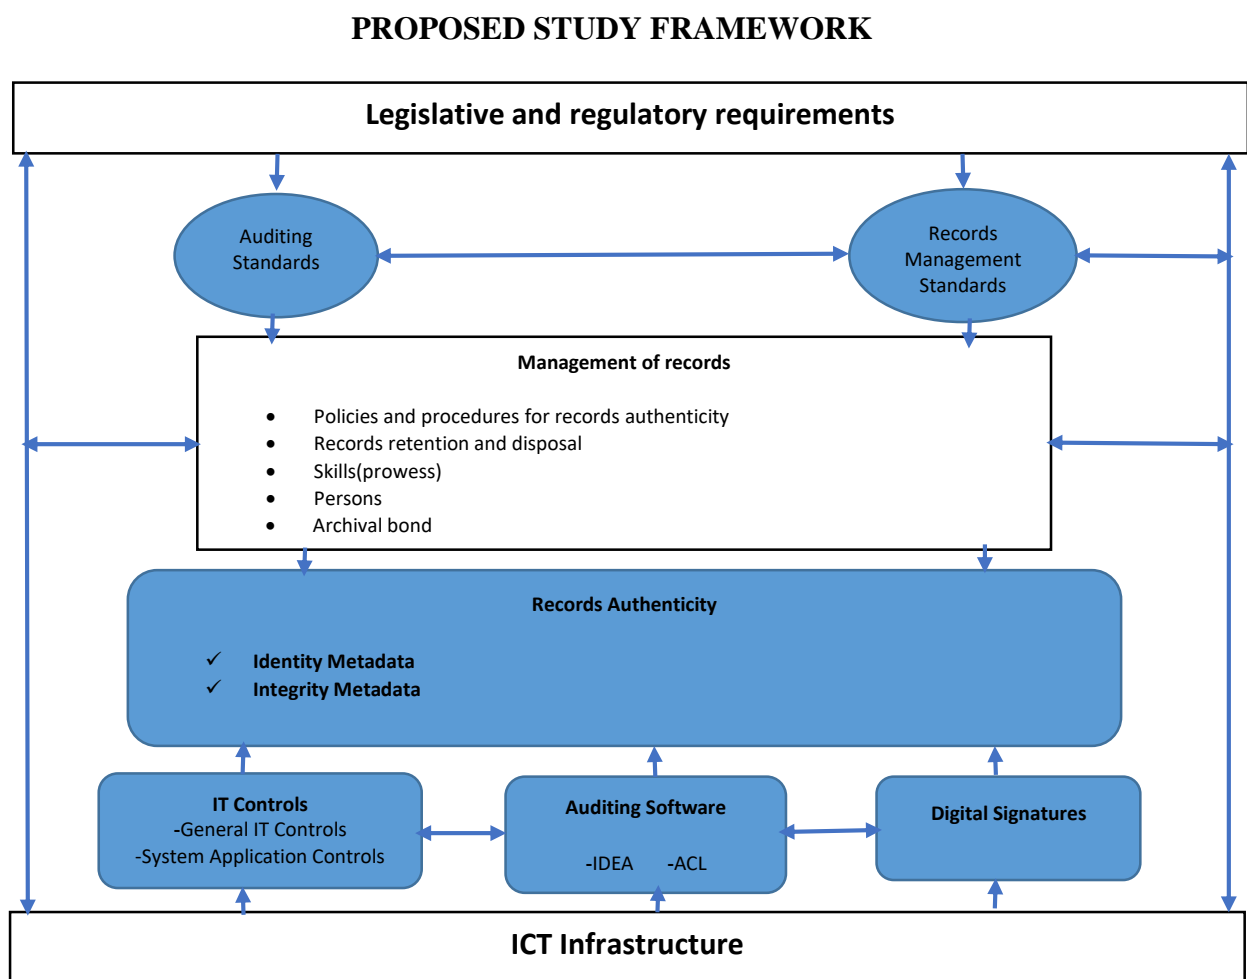 PROPOSED STUDY FRAMEWORK
Legislative and regulatory requirements
Auditing
Standards
Records
Management
Standards
Management of records
• Policies and procedures for records authenticity
• Records retention and disposal
• Skills(prowess)
• Persons
• Archival bond
Records Authenticity
✓ Identity Metadata
✓ Integrity Metadata
IT Controls
-General IT Controls
-System Application Controls
Auditing Software
-IDEA -ACL
Digital Signatures
ICT Infrastructure